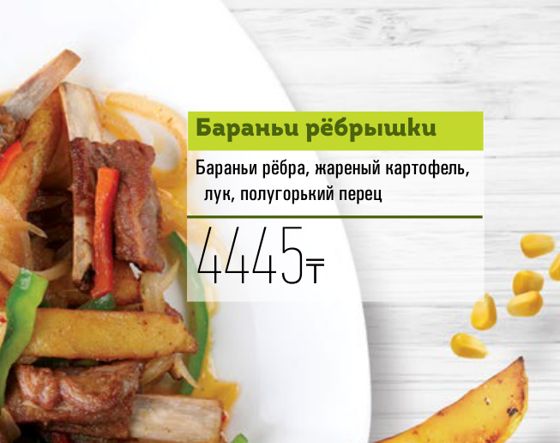 Бараньи рёбрышки
Бараньи рёбра, жареный картофель,
лук, полугорький перец
4445₸